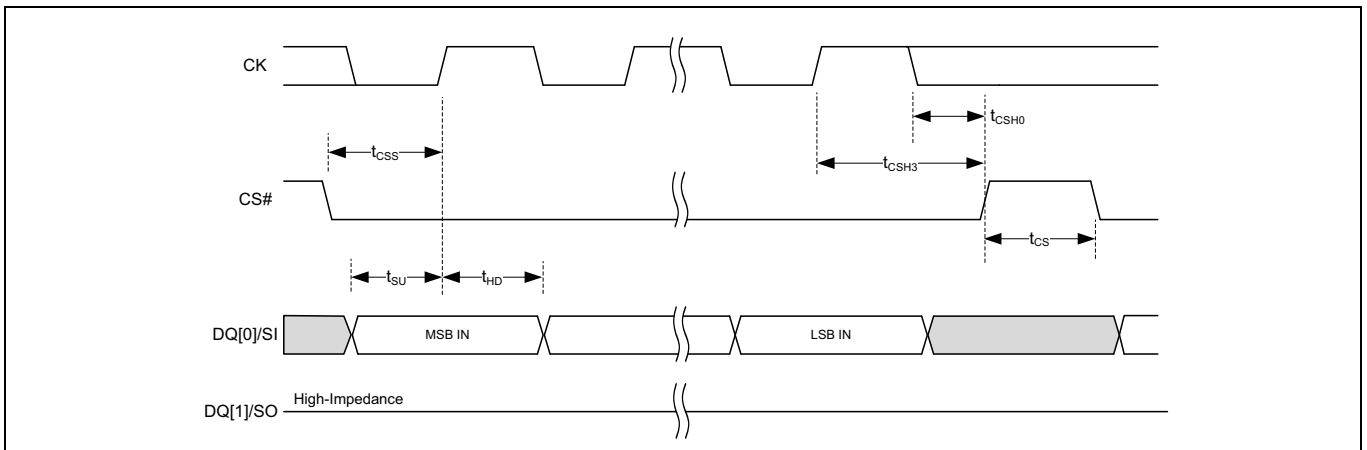 CK
tCSH0
tCSS
tCSH3
CS#
tCS
tSU
tHD
DQ[0]/SI
MSB IN
LSB IN
High-Impedance
DQ[1]/SO